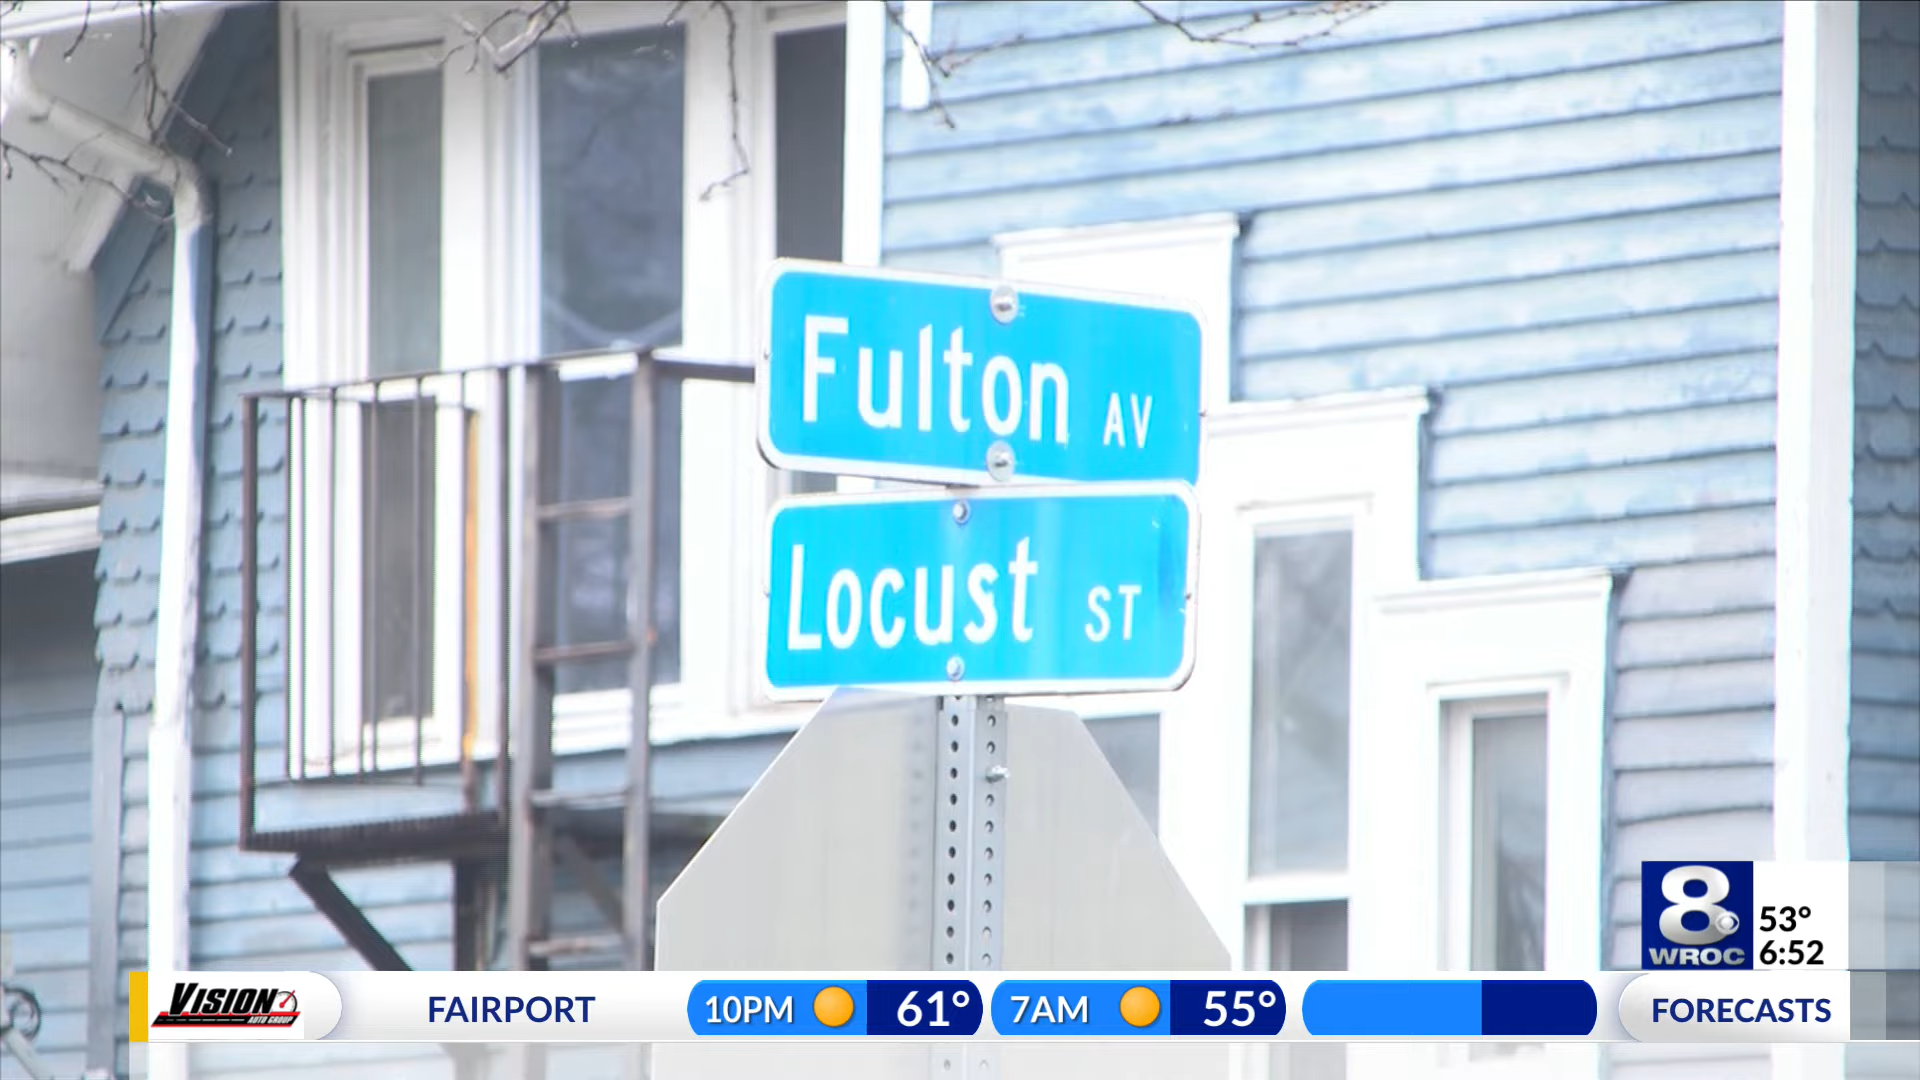 Fulton AV
Locust ST
8
WROC
53°
6:52
VISION
AUTO GROUP
FAIRPORT
10PM 61°
7AM 55°
FORECASTS